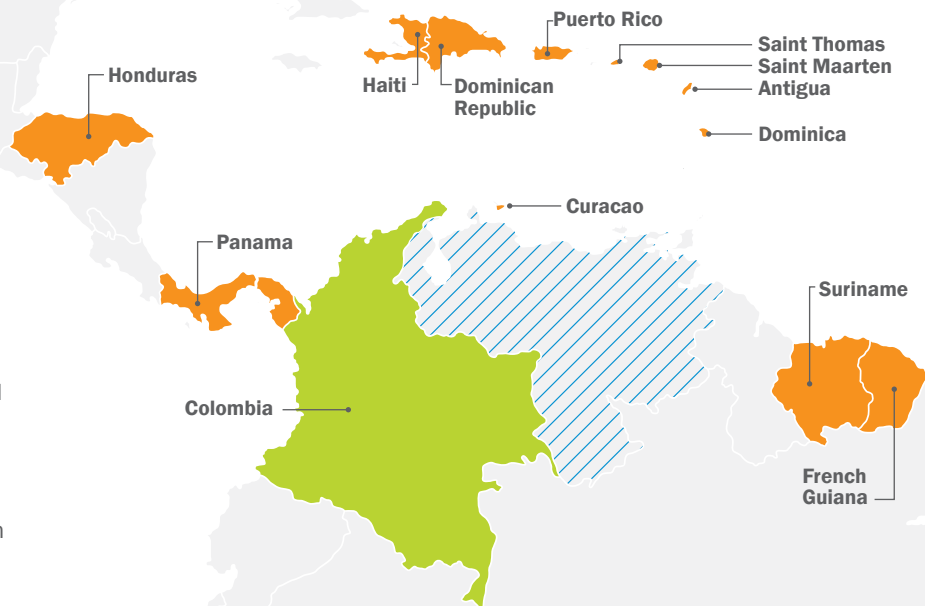 Puerto Rico
Saint Thomas
Saint Maarten
Honduras
Haiti
Dominican
Republic
Antigua
Dominica
Curacao
Panama
Suriname
Colombia
French
Guiana